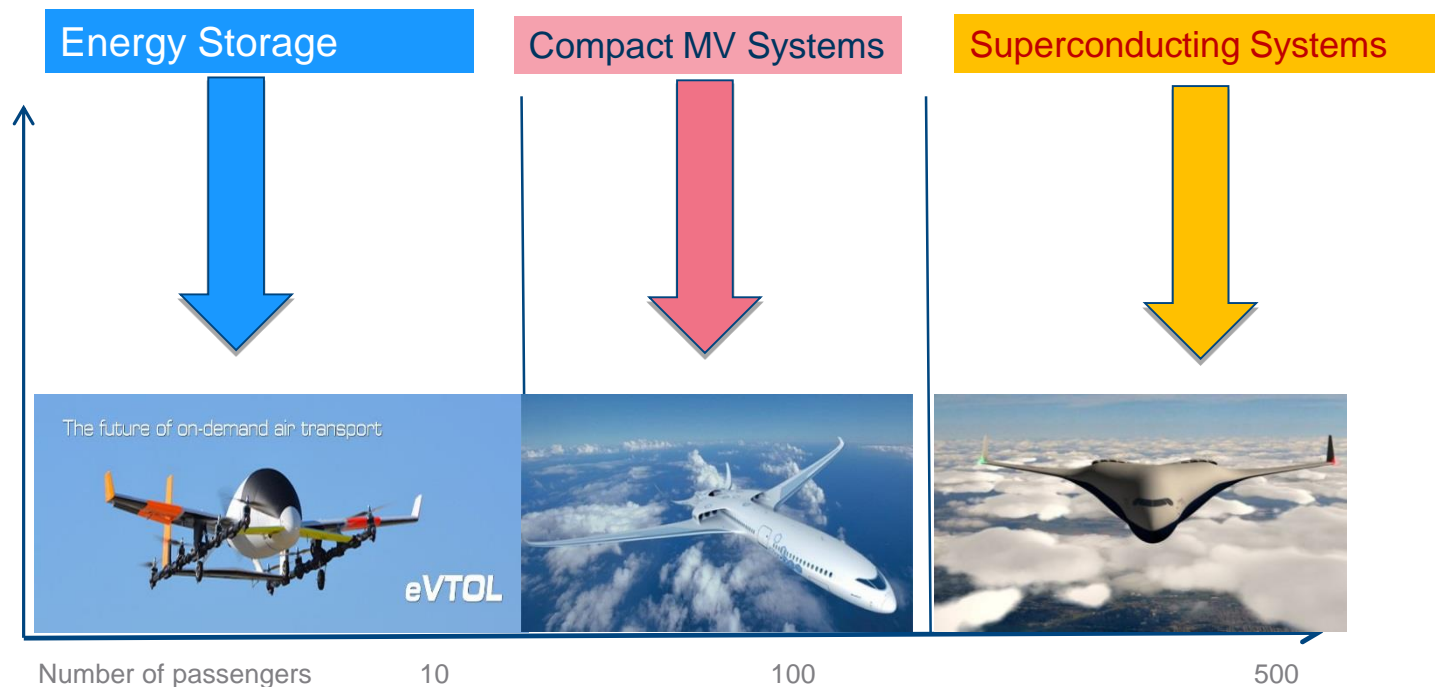 Energy Storage
Compact MV Systems
Superconducting Systems
The future of on-demand air transport
eVTOL
Number of passengers 10 100 500